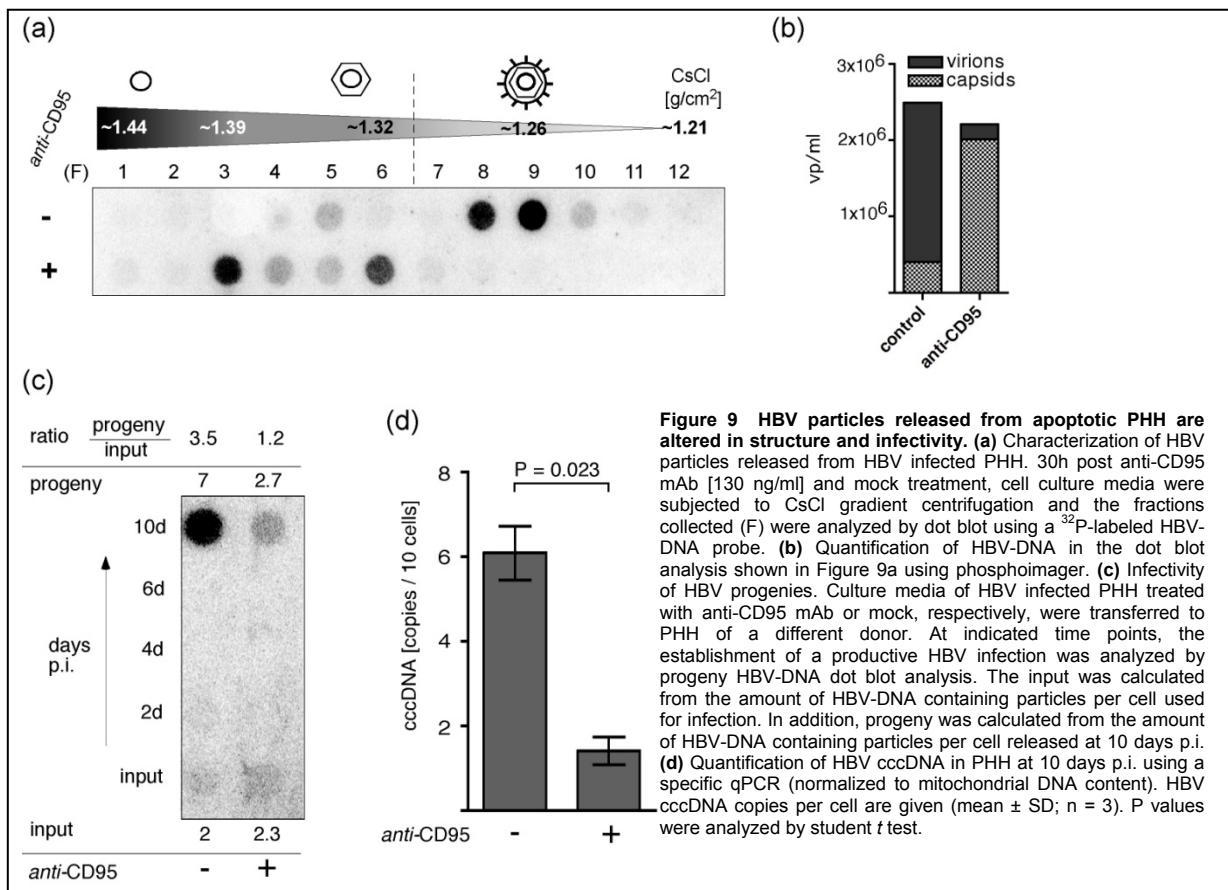 (a)
anti-CD95
CsCl
[g/cm²]
~1.44 ~1.39 ~1.32 ~1.26 ~1.21
(F) 1 2 3 4 5 6 7 8 9 10 11 12
-
+
(b)
virions
capsids
3x10⁶
2x10⁶
1x10⁶
vp/ml
control
anti-CD95
(c)
ratio progeny 3.5 1.2
input
progeny 7 2.7
10d
6d
4d
2d
input
days
p.i.
input 2 2.3
anti-CD95 - +
(d)
P = 0.023
8
6
4
2
cccDNA [copies / 10 cells]
anti-CD95 - +
Figure 9 HBV particles released from apoptotic PHH are
altered in structure and infectivity. (a) Characterization of HBV
particles released from HBV infected PHH. 30h post anti-CD95
mAb [130 ng/ml] and mock treatment, cell culture media were
subjected to CsCl gradient centrifugation and the fractions
collected (F) were analyzed by dot blot using a ³²P-labeled HBV-
DNA probe. (b) Quantification of HBV-DNA in the dot blot
analysis shown in Figure 9a using phosphoimager. (c) Infectivity
of HBV progenies. Culture media of HBV infected PHH treated
with anti-CD95 mAb or mock, respectively, were transferred to
PHH of a different donor. At indicated time points, the
establishment of a productive HBV infection was analyzed by
progeny HBV-DNA dot blot analysis. The input was calculated
from the amount of HBV-DNA containing particles per cell used
for infection. In addition, progeny was calculated from the amount
of HBV-DNA containing particles per cell released at 10 days p.i.
(d) Quantification of HBV cccDNA in PHH at 10 days p.i. using a
specific qPCR (normalized to mitochondrial DNA content). HBV
cccDNA copies per cell are given (mean ± SD; n = 3). P values
were analyzed by student t test.